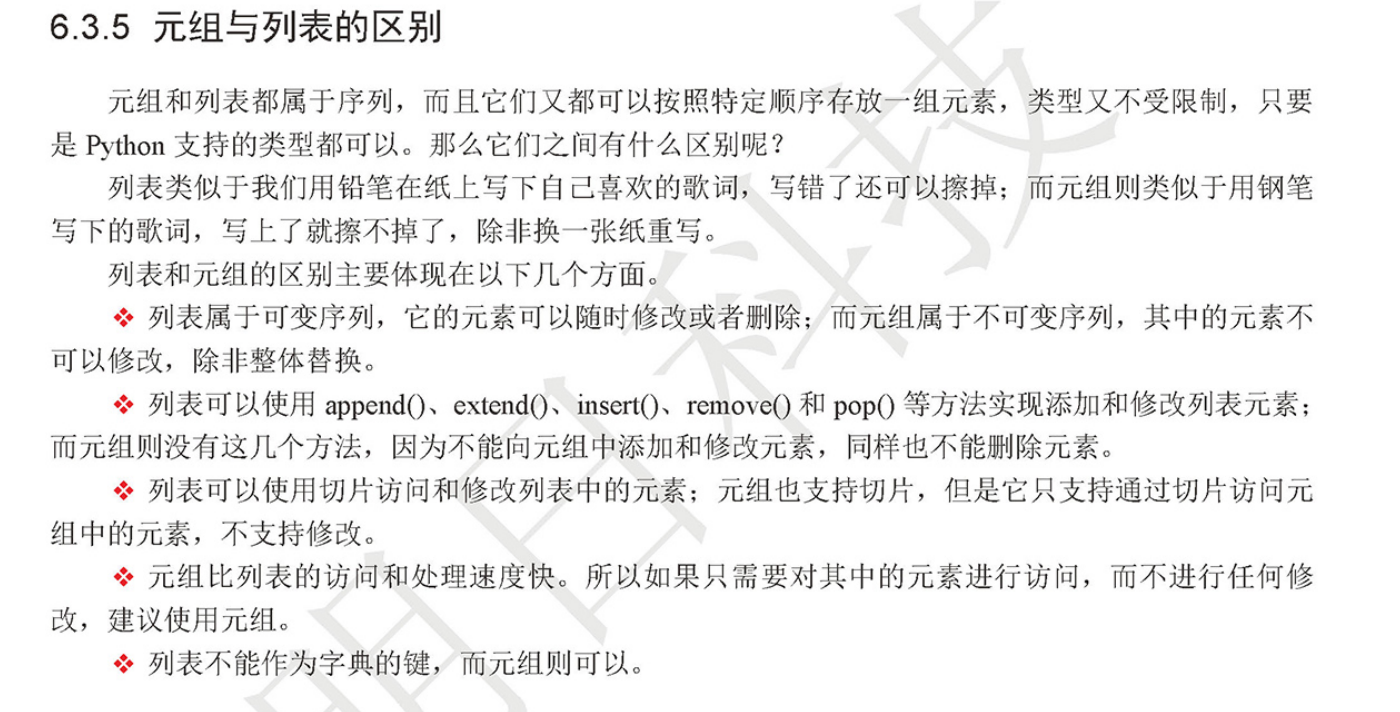 6.3.5 元组与列表的区别
元组和列表都属于序列，而且它们又都可以按照特定顺序存放一组元素，类型又不受限制，只要
是 Python 支持的类型都可以。那么它们之间有什么区别呢？
列表类似于我们用铅笔在纸上写下自己喜欢的歌词，写错了还可以擦掉；而元组则类似于用钢笔
写下的歌词，写上了就擦不掉了，除非换一张纸重写。
列表和元组的区别主要体现在以下几个方面。
❖ 列表属于可变序列，它的元素可以随时修改或者删除；而元组属于不可变序列，其中的元素不
可以修改，除非整体替换。
❖ 列表可以使用 append()、extend()、insert()、remove() 和 pop() 等方法实现添加和修改列表元素；
而元组则没有这几个方法，因为不能向元组中添加和修改元素，同样也不能删除元素。
❖ 列表可以使用切片访问和修改列表中的元素；元组也支持切片，但是它只支持通过切片访问元
组中的元素，不支持修改。
❖ 元组比列表的访问和处理速度快。所以如果只需要对其中的元素进行访问，而不进行任何修
改，建议使用元组。
❖ 列表不能作为字典的键，而元组则可以。
明日科技